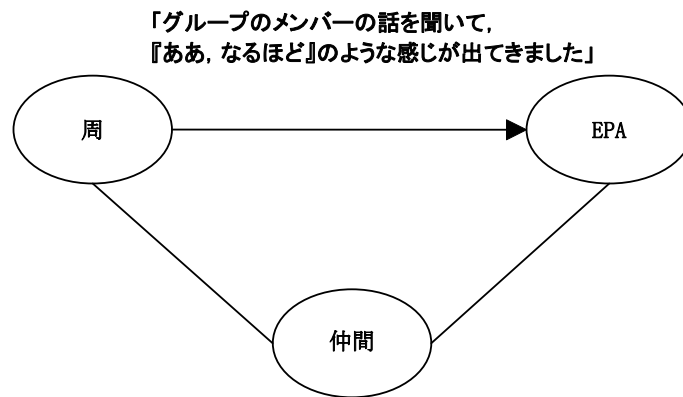 「グループのメンバーの話を聞いて,
『ああ, なるほど』のような感じが出てきました」
周
EPA
仲間